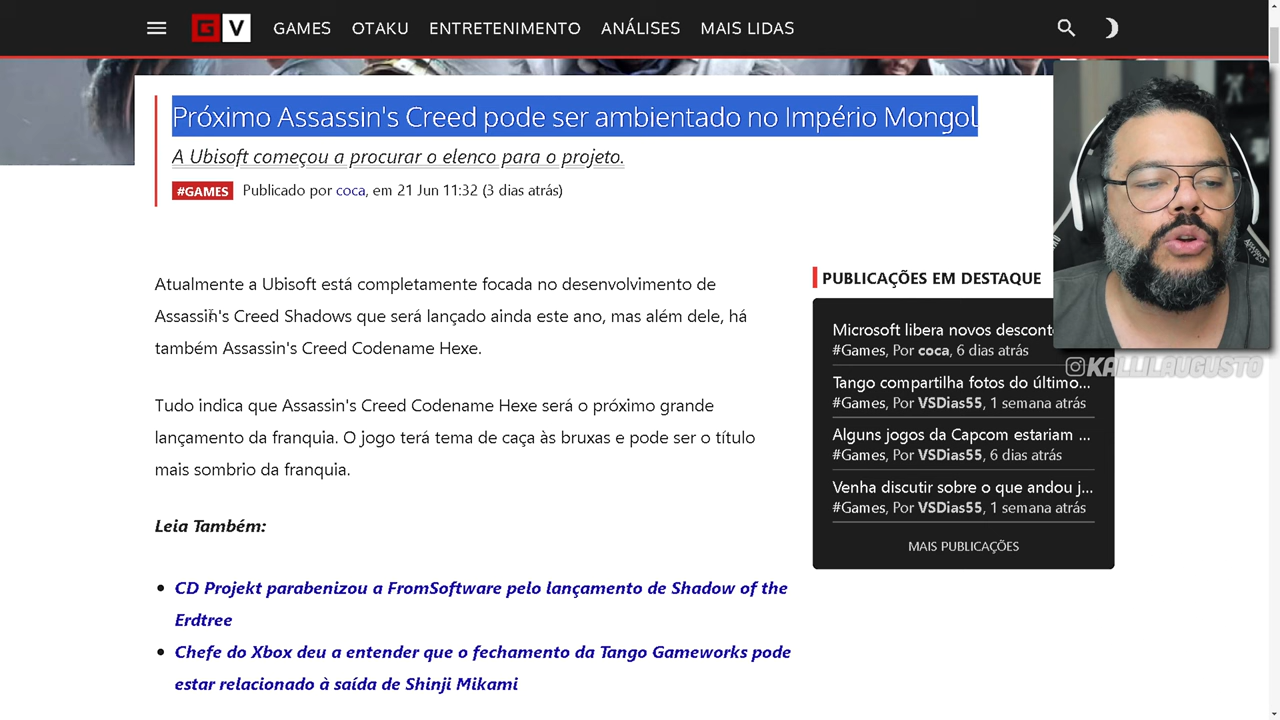 GV
GAMES OTAKU ENTRETENIMENTO ANÁLISES MAIS LIDAS
Próximo Assassin's Creed pode ser ambientado no Império Mongol
A Ubisoft começou a procurar o elenco para o projeto.
#GAMES Publicado por coca, em 21 Jun 11:32 (3 dias atrás)
Atualmente a Ubisoft está completamente focada no desenvolvimento de
Assassin's Creed Shadows que será lançado ainda este ano, mas além dele, há
também Assassin's Creed Codename Hexe.
Tudo indica que Assassin's Creed Codename Hexe será o próximo grande
lançamento da franquia. O jogo terá tema de caça às bruxas e pode ser o título
mais sombrio da franquia.
Leia Também:
CD Projekt parabenizou a FromSoftware pelo lançamento de Shadow of the
Erdtree
Chefe do Xbox deu a entender que o fechamento da Tango Gameworks pode
estar relacionado à saída de Shinji Mikami
PUBLICAÇÕES EM DESTAQUE
Microsoft libera novos descont
#Games, Por coca, 6 dias atrás
Tango compartilha fotos do último...
#Games, Por VSDias55, 1 semana atrás
Alguns jogos da Capcom estariam ...
#Games, Por VSDias55, 6 dias atrás
Venha discutir sobre o que andou j...
#Games, Por VSDias55, 1 semana atrás
MAIS PUBLICAÇÕES
KALLILAUGUSTO